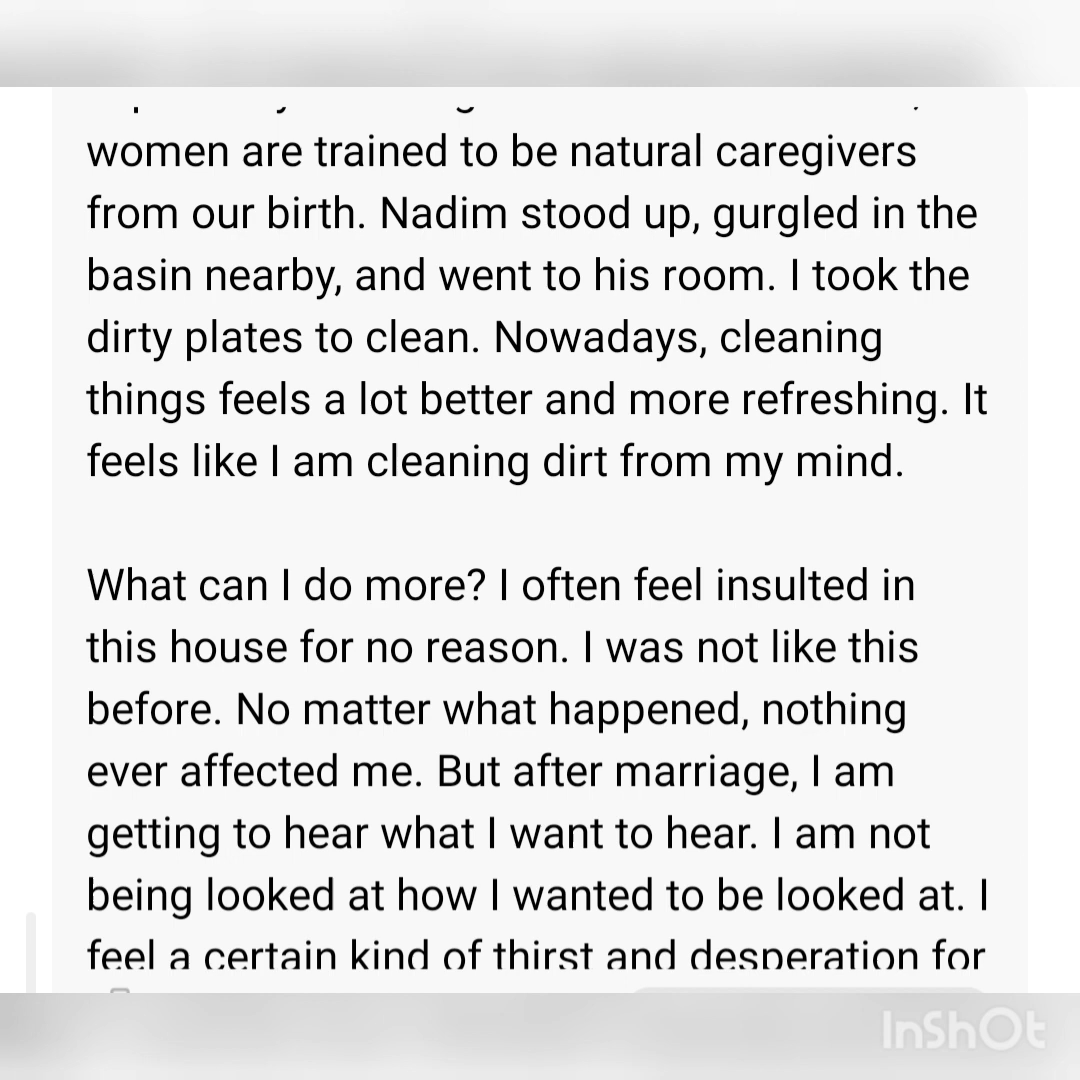 women are trained to be natural caregivers
from our birth. Nadim stood up, gurgled in the
basin nearby, and went to his room. I took the
dirty plates to clean. Nowadays, cleaning
things feels a lot better and more refreshing. It
feels like I am cleaning dirt from my mind.
What can I do more? I often feel insulted in
this house for no reason. I was not like this
before. No matter what happened, nothing
ever affected me. But after marriage, I am
getting to hear what I want to hear. I am not
being looked at how I wanted to be looked at. I
feel a certain kind of thirst and desperation for
InShOt